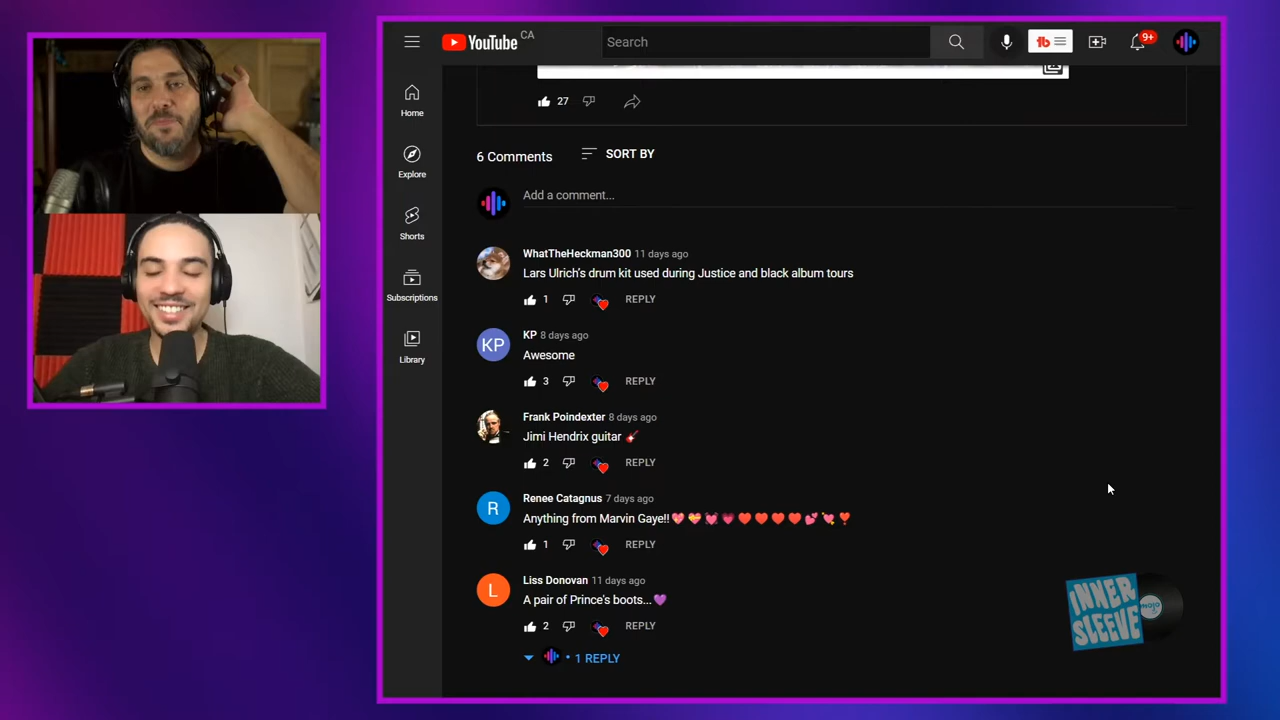 YouTube CA
Search
9+
Home
Explore
Shorts
Subscriptions
Library
27
6 Comments
SORT BY
Add a comment...
WhatTheHeckman300 11 days ago
Lars Ulrich's drum kit used during Justice and black album tours
1 REPLY
KP
KP 8 days ago
Awesome
3 REPLY
Frank Poindexter 8 days ago
Jimi Hendrix guitar 🎸
2 REPLY
R
Renee Catagnus 7 days ago
Anything from Marvin Gaye!!💖💝💓💗♥️♥️♥️♥️💕💘❣️
1 REPLY
L
Liss Donovan 11 days ago
A pair of Prince's boots...💜
2 REPLY
• 1 REPLY
INNER
SLEEVE
MOJO